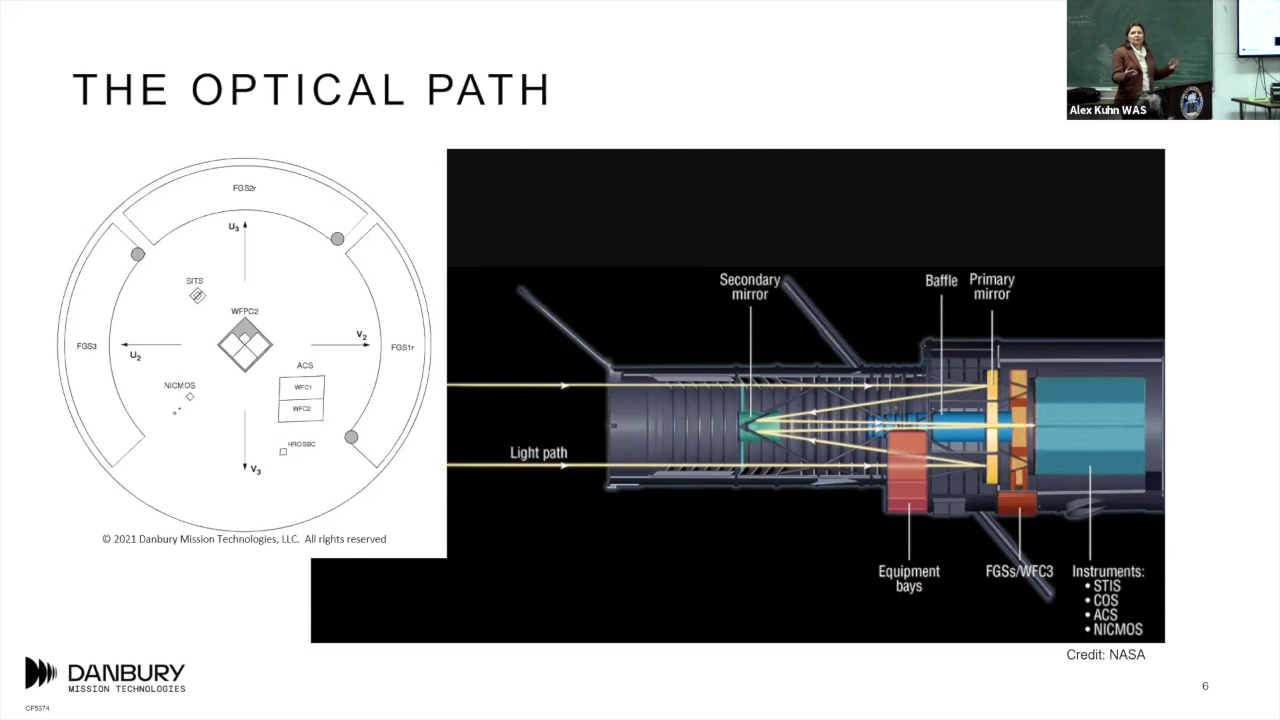 THE OPTICAL PATH
Alex Kuhn WAS
FGS2r
U3
SITS
WFPC2
V2
FGS3
U2
FGS1r
ACS
NICMOS
WFC1
WFC2
HRC/SBC
V3
© 2021 Danbury Mission Technologies, LLC. All rights reserved
Secondary
mirror
Baffle
Primary
mirror
Light path
Equipment
bays
FGSs/WFC3
Instruments:
• STIS
• COS
• ACS
• NICMOS
Credit: NASA
DANBURY
MISSION TECHNOLOGIES
CF5374
6